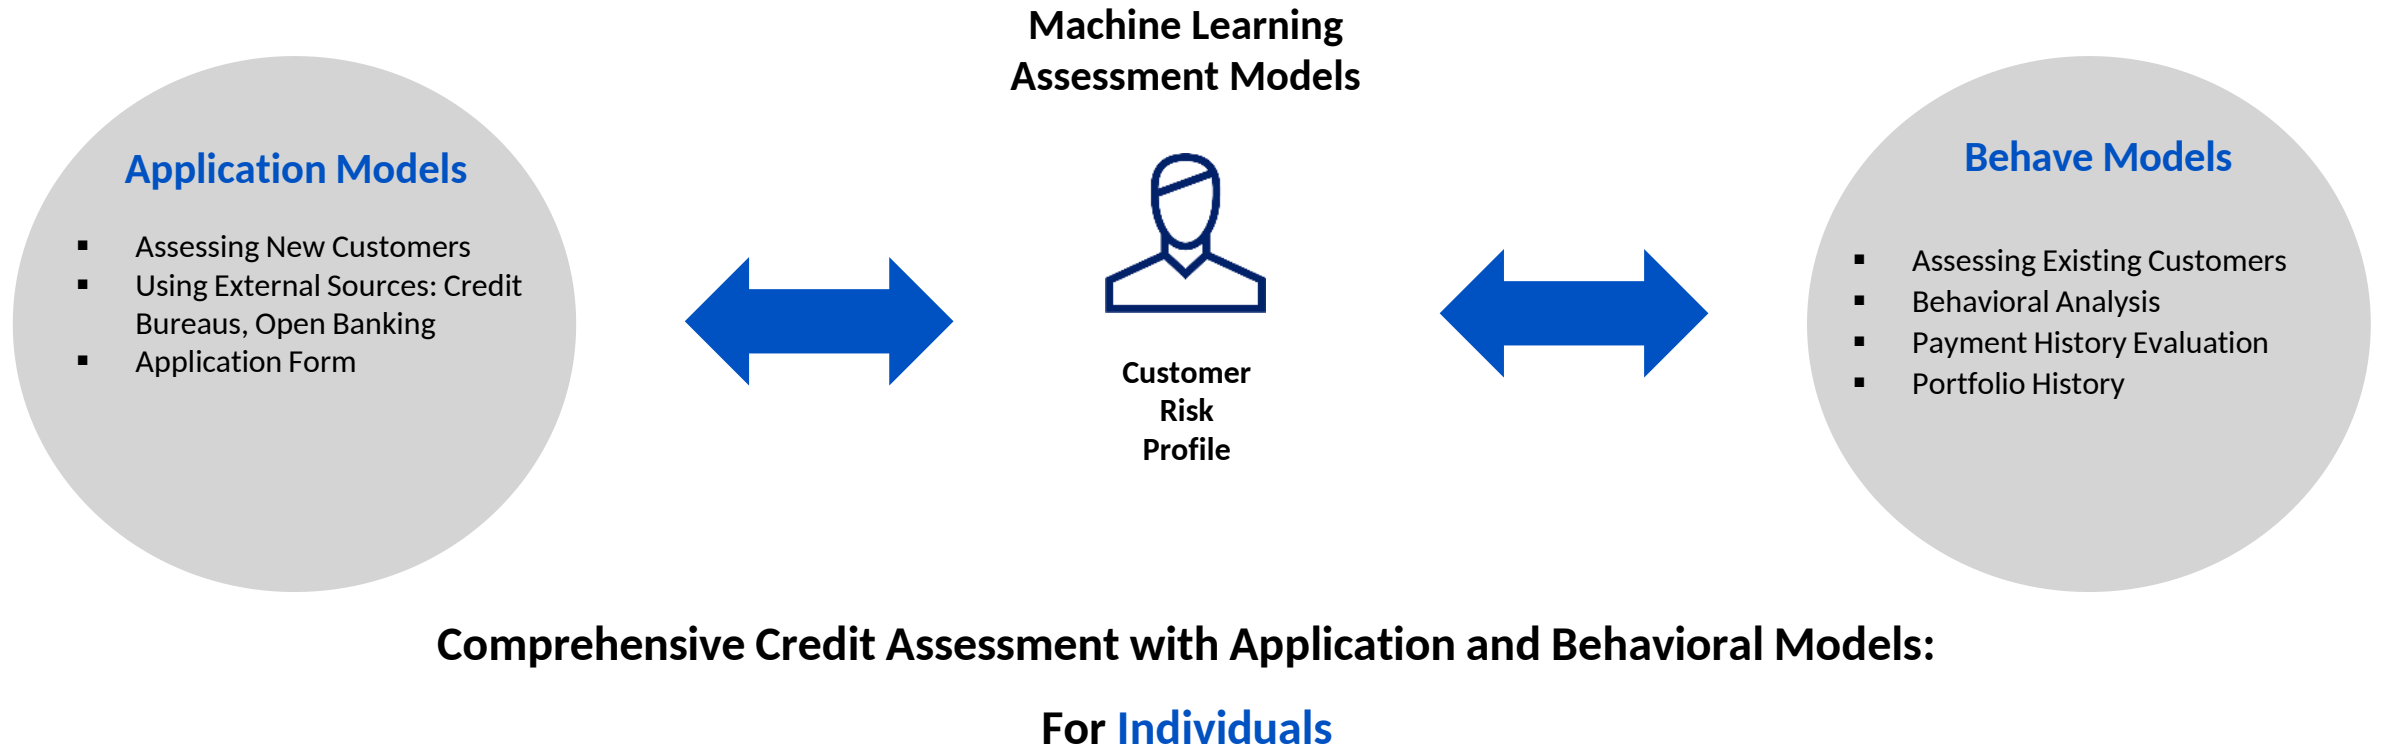 Machine Learning
Assessment Models
Application Models
▪ Assessing New Customers
▪ Using External Sources: Credit
Bureaus, Open Banking
▪ Application Form
Customer
Risk
Profile
Behave Models
▪ Assessing Existing Customers
▪ Behavioral Analysis
▪ Payment History Evaluation
▪ Portfolio History
Comprehensive Credit Assessment with Application and Behavioral Models:
For Individuals